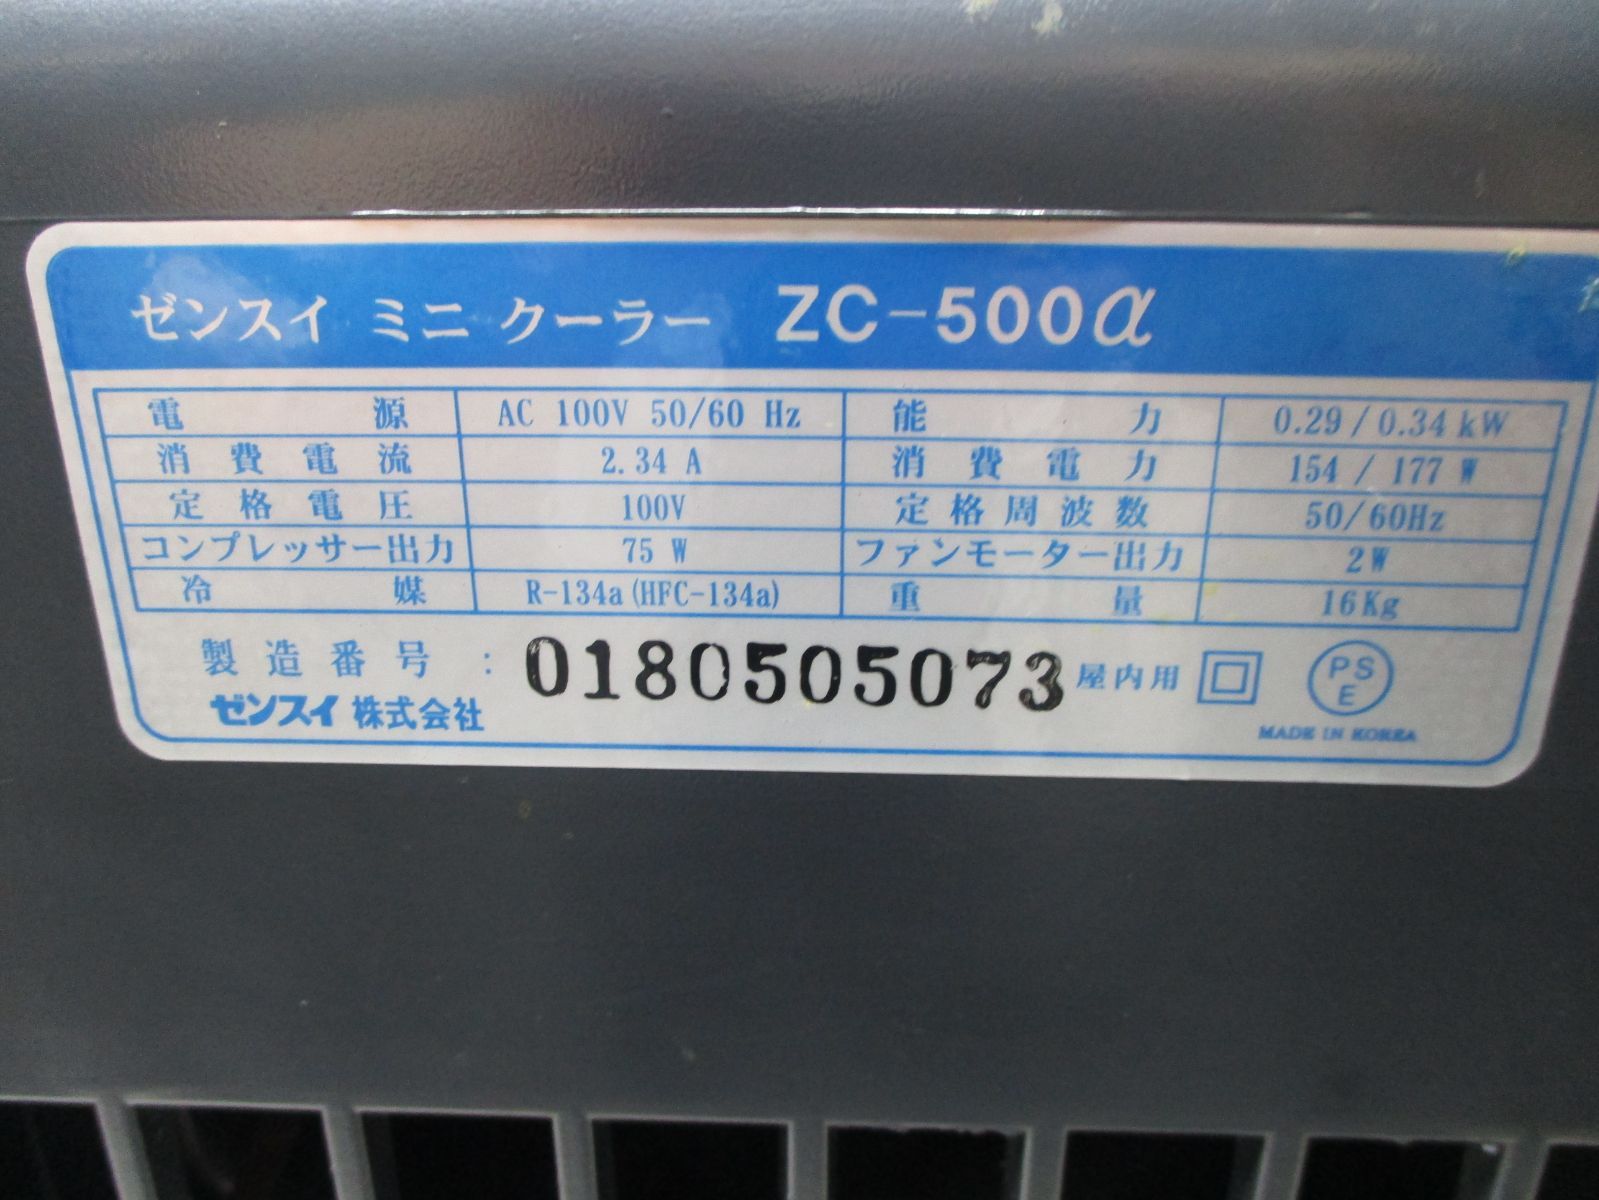 ゼンスイ ミニ クーラー ZC-500α
電源 AC 100V 50/60 Hz 能力 0.29 / 0.34 kW
消費電流 2.34 A 消費電力 154 / 177 W
定格電圧 100V 定格周波数 50/60Hz
コンプレッサー出力 75 W ファンモーター出力 2W
冷媒 R-134a (HFC-134a) 重量 16Kg
製造番号 : 0180505073 屋内用 PS E
ゼンスイ 株式会社 MADE IN KOREA